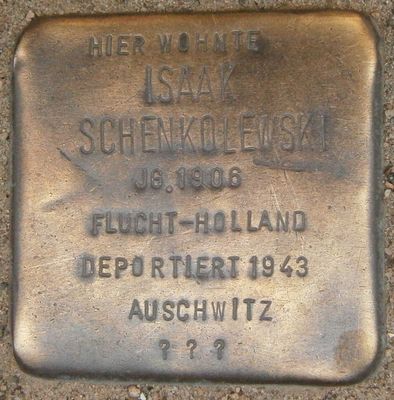 HIER WOHNTE
ISAAK
SCHENKOLEWSKI
JG. 1906
FLUCHT-HOLLAND
DEPORTIERT 1943
AUSCHWITZ
? ? ?